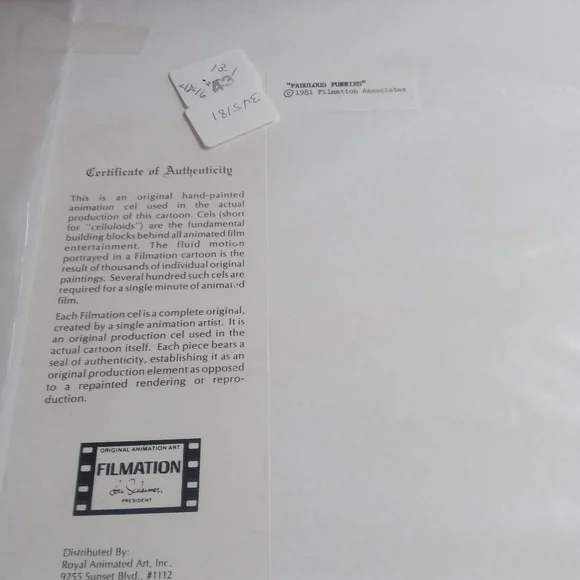 "FABULOUS FUNNIES"
©1981 Filmation Associates
Certificate of Authenticity
This is an original hand-painted
animation cel used in the actual
production of this cartoon. Cels (short
for "celluloids") are the fundamental
building blocks behind all animated film
entertainment. The fluid motion
portrayed in a Filmation cartoon is the
result of thousands of individual original
paintings. Several hundred such cels are
required for a single minute of animated
film.
Each Filmation cel is a complete original,
created by a single animation artist. It is
an original production cel used in the
actual cartoon itself. Each piece bears a
seal of authenticity, establishing it as an
original production element as opposed
to a repainted rendering or repro-
duction.
ORIGINAL ANIMATION ART
FILMATION
Lou Scheimer
PRESIDENT
Distributed By:
Royal Animated Art, Inc.
9255 Sunset Blvd., #1112